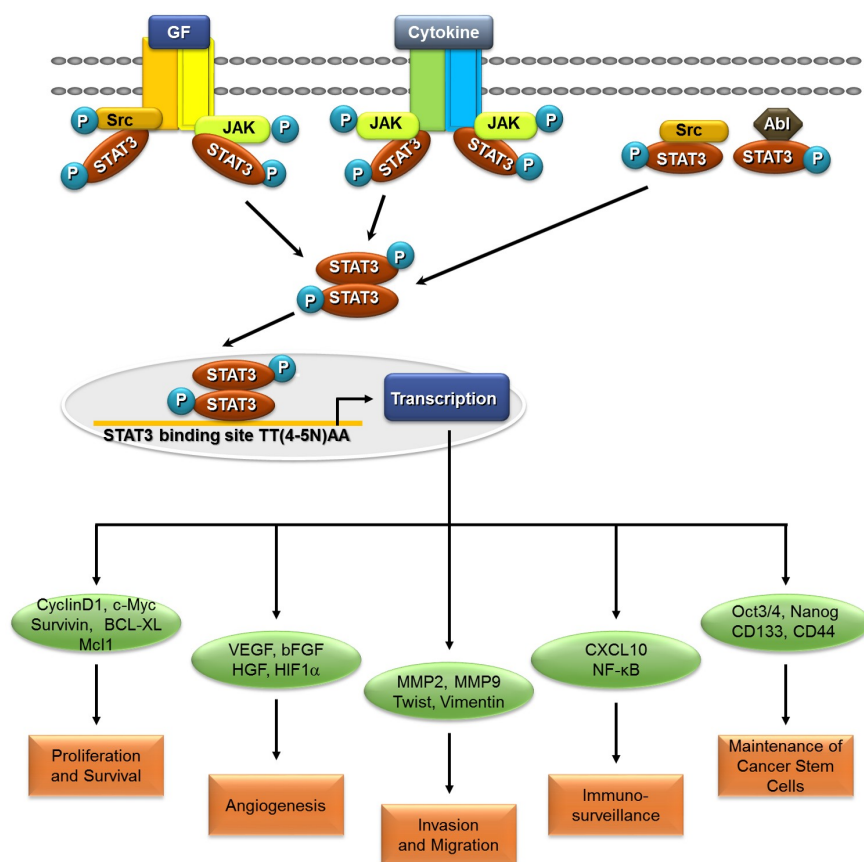 GF
Cytokine
P
Src
JAK
P
P
JAK
JAK
P
Src
Abl
P
STAT3
STAT3
P
P
STAT3
STAT3
P
P
STAT3
STAT3
P
STAT3
P
P
STAT3
STAT3
P
P
STAT3
Transcription
STAT3 binding site TT(4-5N)AA
CyclinD1, c-Myc
Survivin, BCL-XL
Mcl1
VEGF, bFGF
HGF, HIF1α
MMP2, MMP9
Twist, Vimentin
CXCL10
NF-κB
Oct3/4, Nanog
CD133, CD44
Proliferation
and Survival
Angiogenesis
Invasion
and Migration
Immuno-
surveillance
Maintenance of
Cancer Stem
Cells